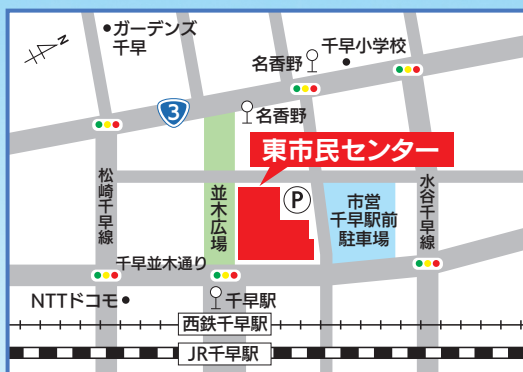 ガーデンズ
千早
N
名香野
千早小学校
3
名香野
東市民センター
松崎千早線
並木広場
P
市営
千早駅前
駐車場
水谷千早線
千早並木通り
NTTドコモ
千早駅
西鉄千早駅
JR千早駅